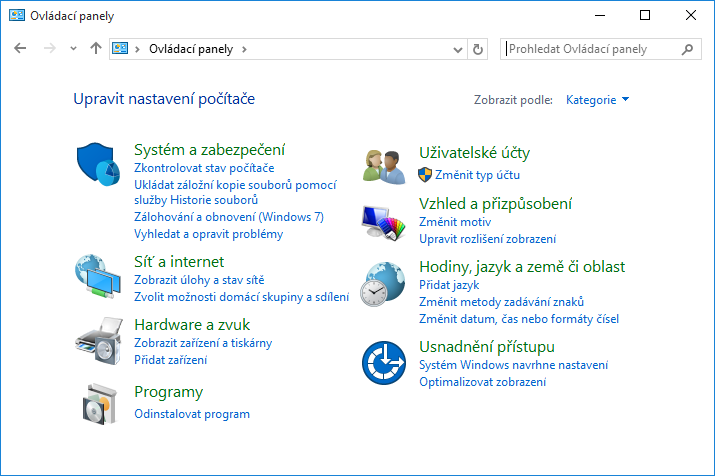 Ovládací panely
Ovládací panely
Prohledat Ovládací panely
Upravit nastavení počítače
Zobrazit podle: Kategorie
Systém a zabezpečení
Zkontrolovat stav počítače
Ukládat záložní kopie souborů pomocí
služby Historie souborů
Zálohování a obnovení (Windows 7)
Vyhledat a opravit problémy
Síť a internet
Zobrazit úlohy a stav sítě
Zvolit možnosti domácí skupiny a sdílení
Hardware a zvuk
Zobrazit zařízení a tiskárny
Přidat zařízení
Programy
Odinstalovat program
Uživatelské účty
Změnit typ účtu
Vzhled a přizpůsobení
Změnit motiv
Upravit rozlišení zobrazení
Hodiny, jazyk a země či oblast
Přidat jazyk
Změnit metody zadávání znaků
Změnit datum, čas nebo formáty čísel
Usnadnění přístupu
Systém Windows navrhne nastavení
Optimalizovat zobrazení